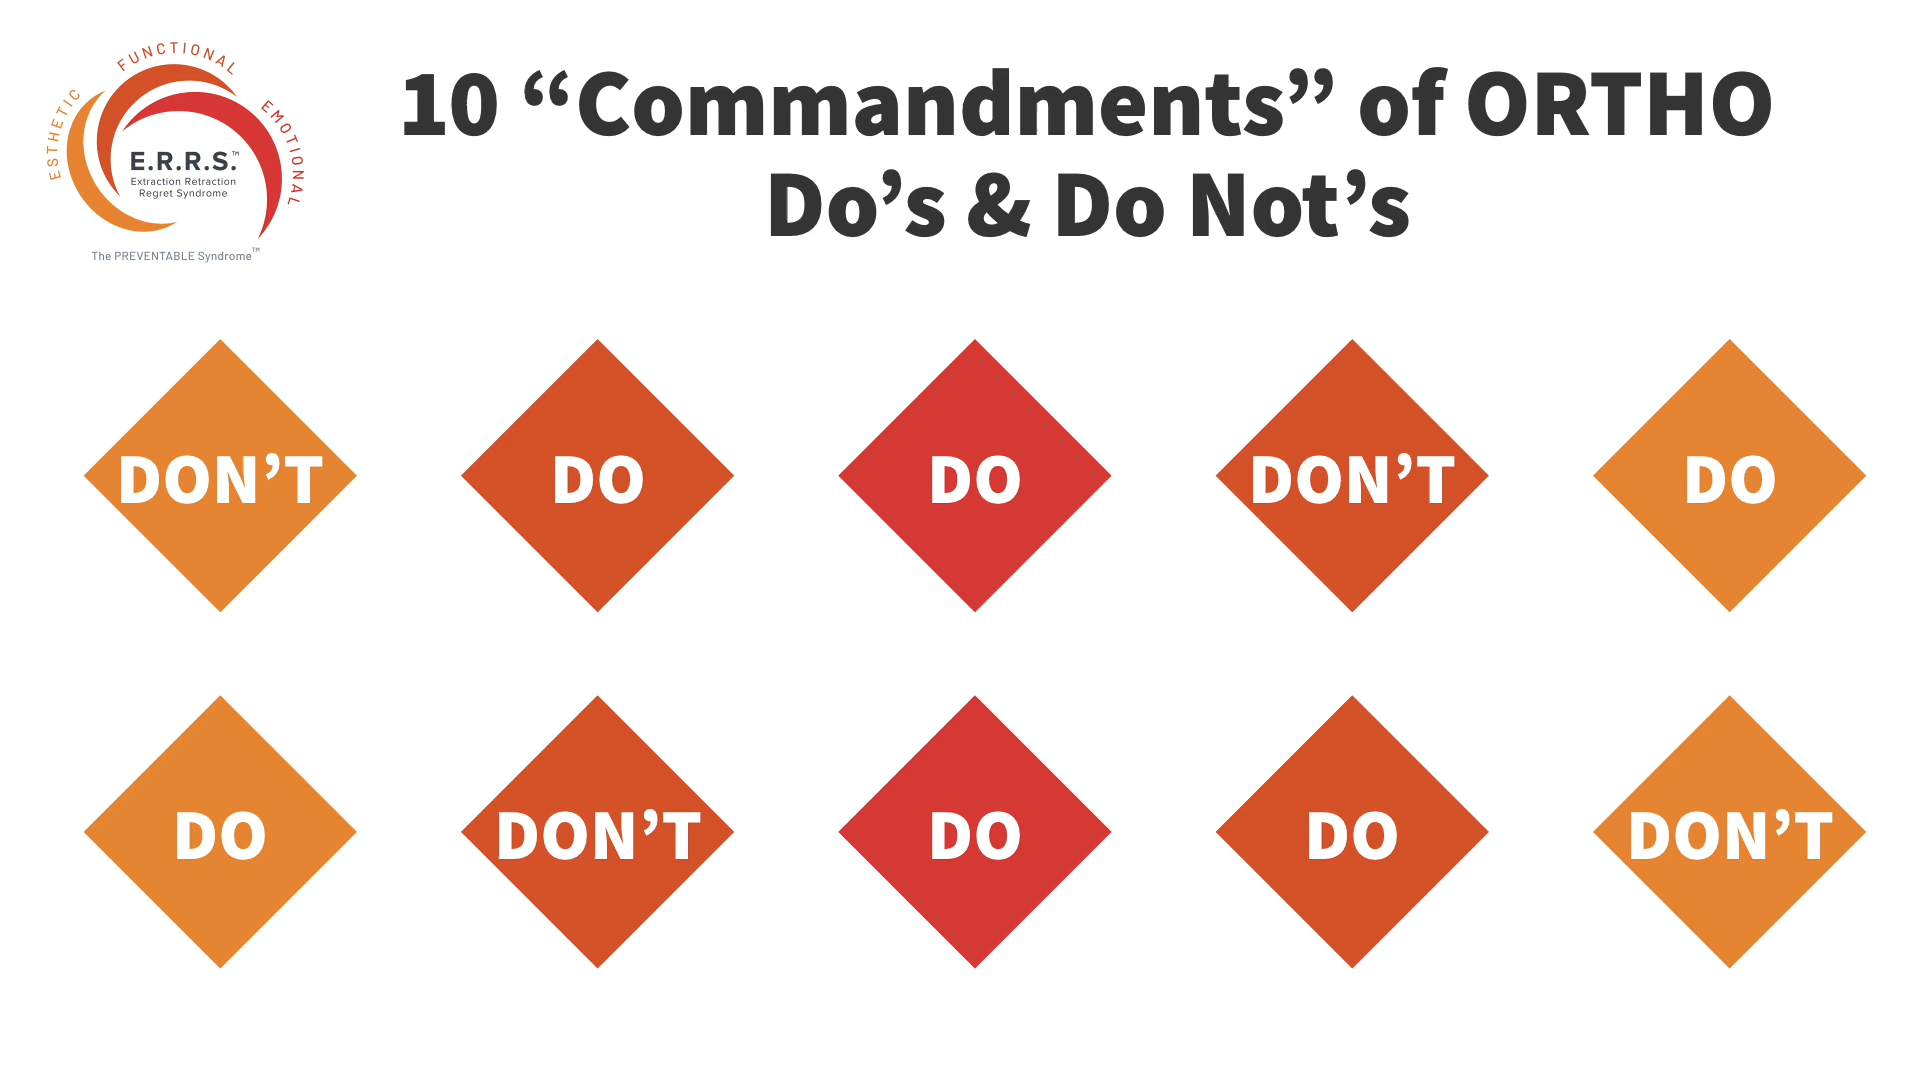 FUNCTIONAL
ESTHETIC
EMOTIONAL
E.R.R.S.™
Extraction Retraction
Regret Syndrome
The PREVENTABLE Syndrome™
10 “Commandments” of ORTHO
Do’s & Do Not’s
DON’T DO DO DON’T DO
DO DON’T DO DO DON’T